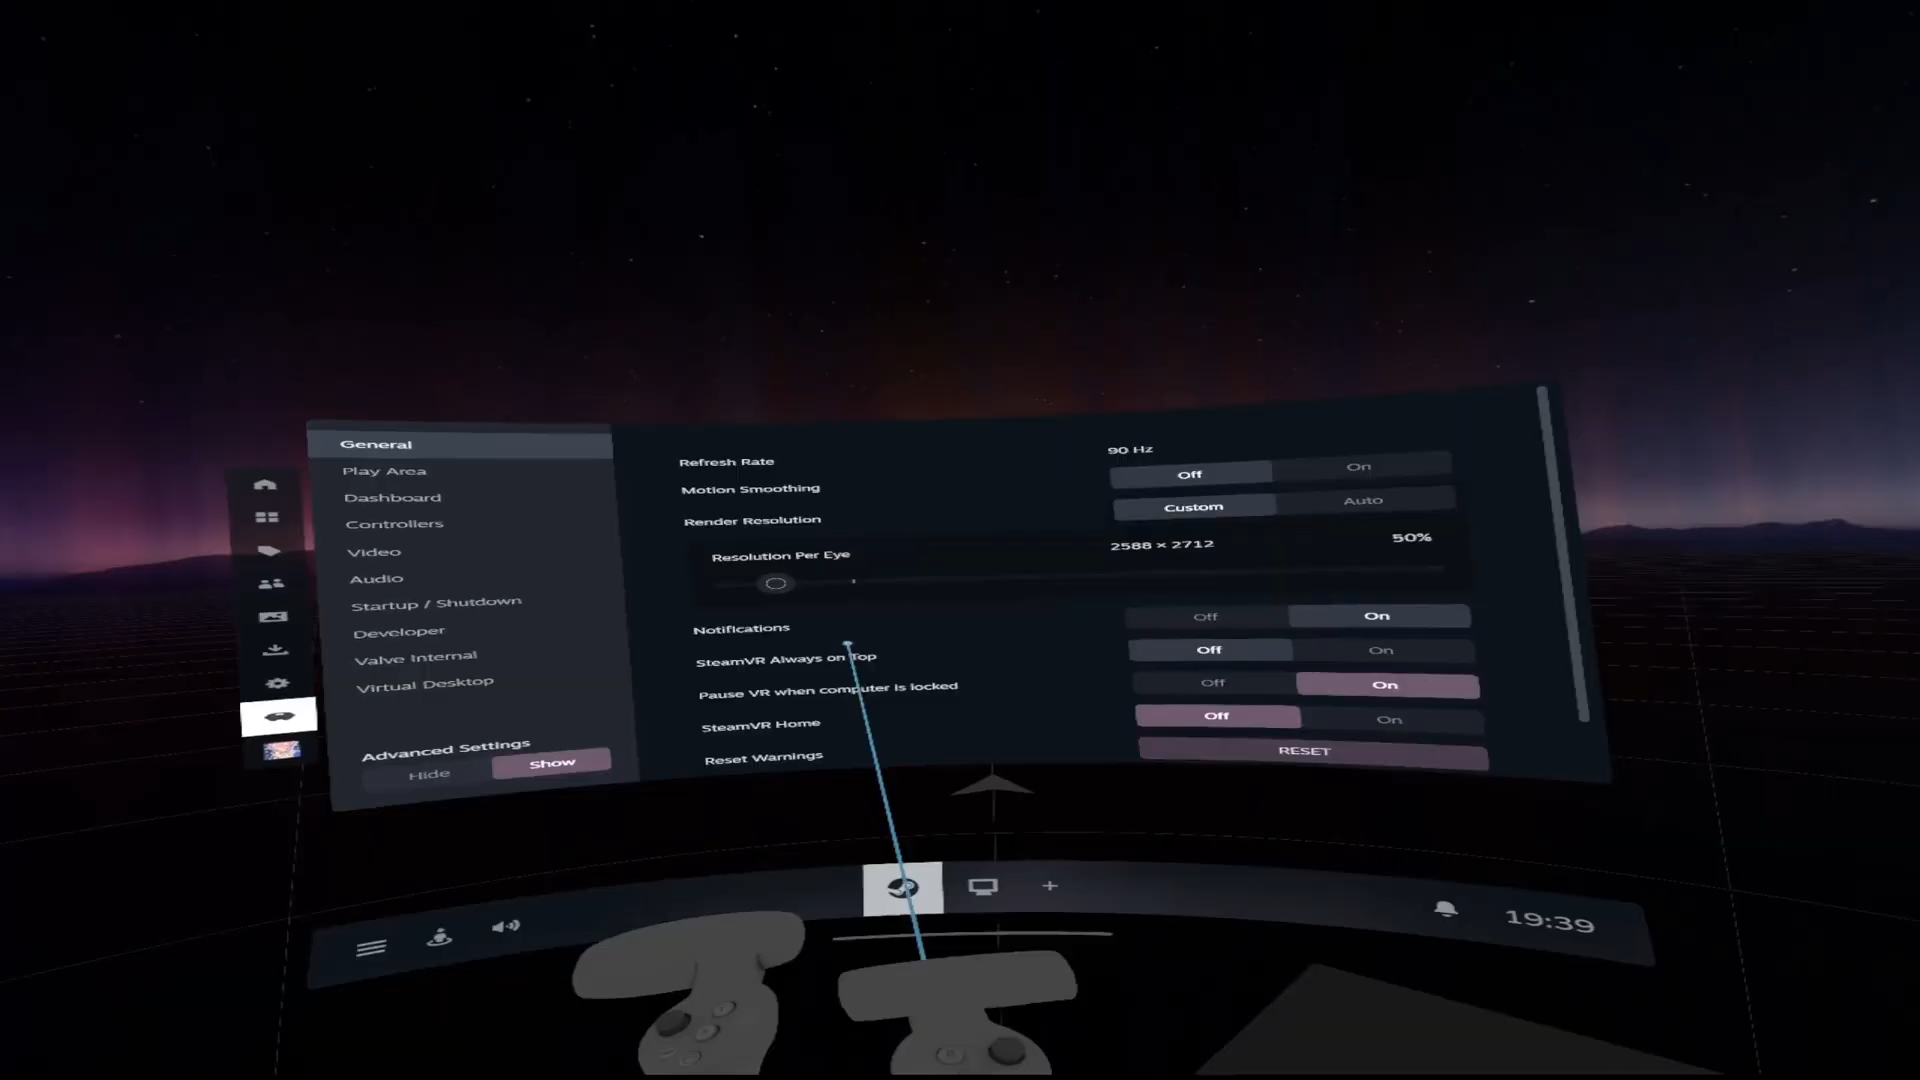 General
Play Area
Dashboard
Controllers
Video
Audio
Startup / Shutdown
Developer
Valve Internal
Virtual Desktop
Advanced Settings
Hide Show
Refresh Rate 90 Hz
Motion Smoothing Off On
Render Resolution Custom Auto
Resolution Per Eye 2588 × 2712 50%
Notifications Off On
SteamVR Always on Top Off On
Pause VR when computer is locked Off On
SteamVR Home Off On
Reset Warnings RESET
19:39